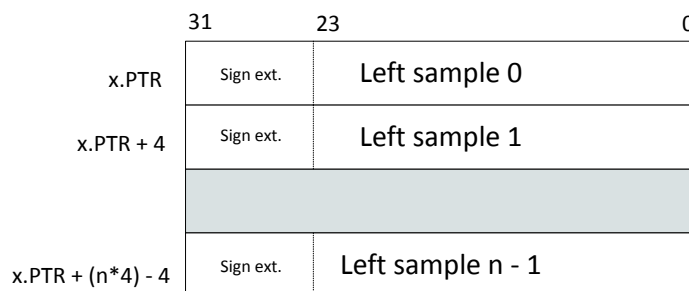 31 23 0
x.PTR Sign ext. Left sample 0
x.PTR + 4 Sign ext. Left sample 1
x.PTR + (n*4) - 4 Sign ext. Left sample n - 1